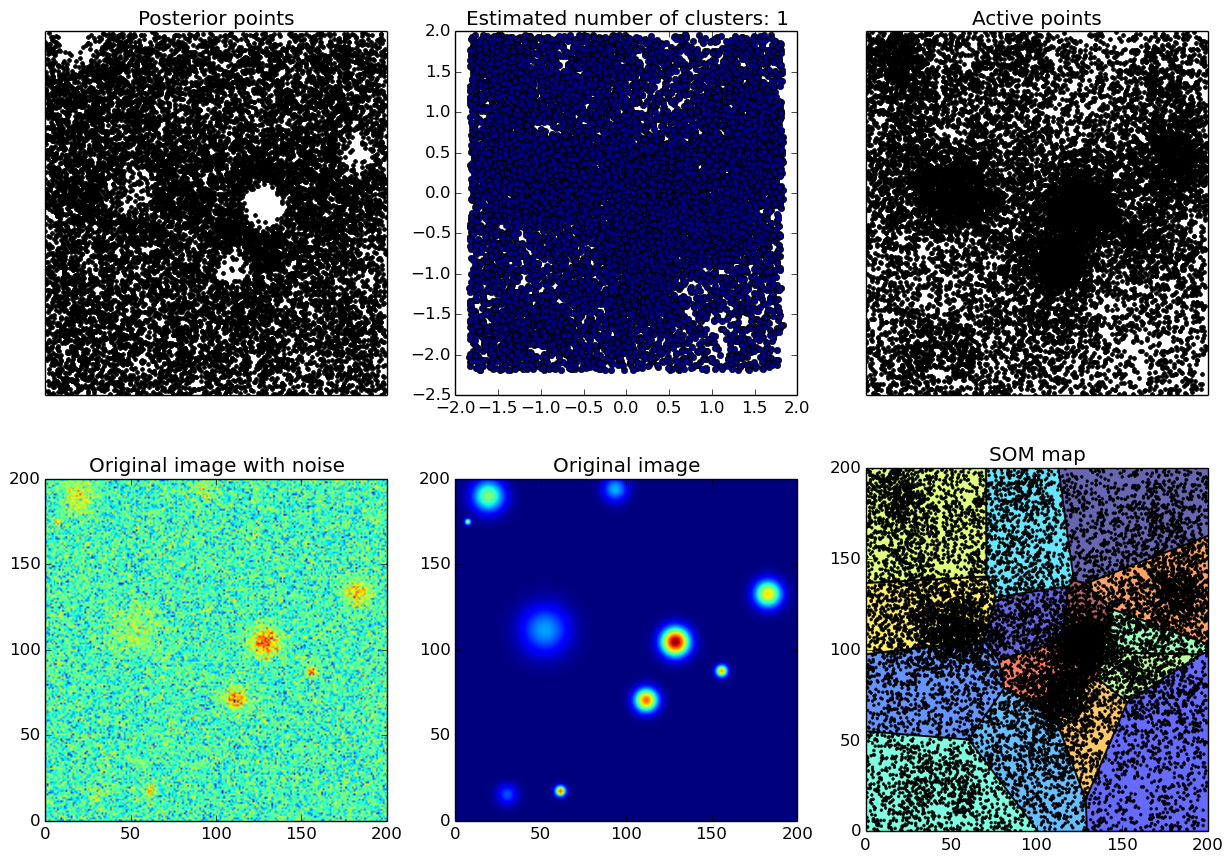 Posterior points
Estimated number of clusters: 1
Active points
2.0
1.5
1.0
0.5
0.0
−0.5
−1.0
−1.5
−2.0
−2.5
−2.0 −1.5 −1.0 −0.5 0.0 0.5 1.0 1.5 2.0
Original image with noise
200
150
100
50
0
0 50 100 150 200
Original image
200
150
100
50
0
0 50 100 150 200
SOM map
200
150
100
50
0
0 50 100 150 200